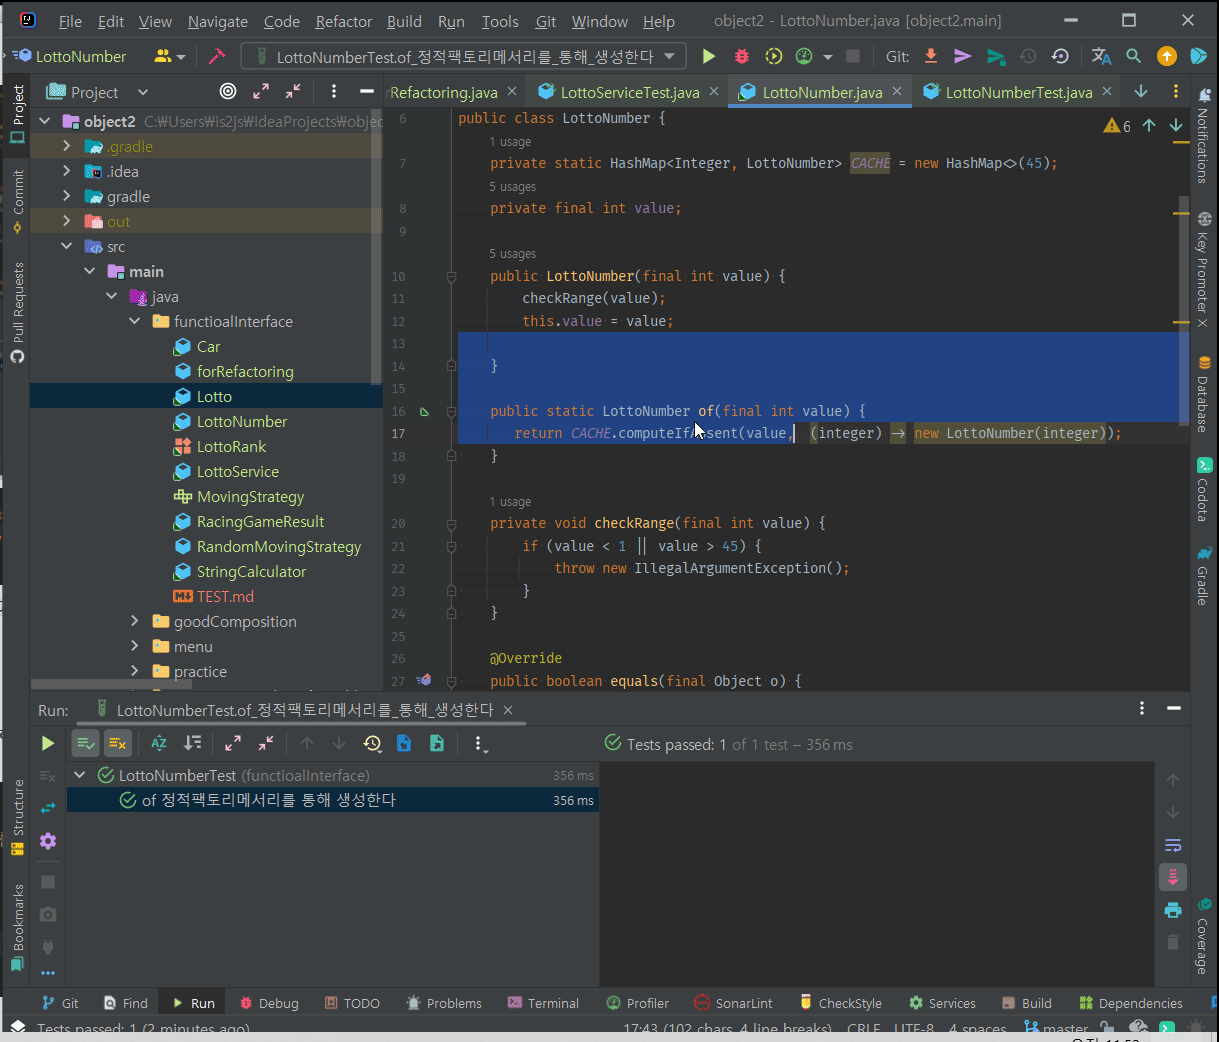 File Edit View Navigate Code Refactor Build Run Tools Git Window Help object2 - LottoNumber.java [object2.main]
LottoNumber LottoNumberTest.of_정적팩토리메서리를_통해_생성한다 Git:
Project Refactoring.java LottoServiceTest.java LottoNumber.java LottoNumberTest.java
Project
Commit
Pull Requests
Structure
Bookmarks
object2 C:₩Users₩is2js₩IdeaProjects₩objec
.gradle
.idea
gradle
out
src
main
java
functioalInterface
Car
forRefactoring
Lotto
LottoNumber
LottoRank
LottoService
MovingStrategy
RacingGameResult
RandomMovingStrategy
StringCalculator
TEST.md
goodComposition
menu
practice
6 public class LottoNumber {
6
1 usage
7 private static HashMap<Integer, LottoNumber> CACHE = new HashMap<>(45);
5 usages
8 private final int value;
9
5 usages
10 public LottoNumber(final int value) {
11 checkRange(value);
12 this.value = value;
13
14 }
15
16 public static LottoNumber of(final int value) {
17 return CACHE.computeIfAbsent(value, (integer) → new LottoNumber(integer));
18 }
19
1 usage
20 private void checkRange(final int value) {
21 if (value < 1 || value > 45) {
22 throw new IllegalArgumentException();
23 }
24 }
25
26 @Override
27 public boolean equals(final Object o) {
Notifications
Key Promoter X
Database
Codota
Gradle
Coverage
Run: LottoNumberTest.of_정적팩토리메서리를_통해_생성한다
Tests passed: 1 of 1 test – 356 ms
LottoNumberTest (functioalInterface) 356 ms
of 정적팩토리메서리를 통해 생성한다 356 ms
Git Find Run Debug TODO Problems Terminal Profiler SonarLint CheckStyle Services Build Dependencies
Tests passed: 1 (2 minutes ago) 17:43 (102 chars, 4 line breaks) CRLF UTF-8 4 spaces master